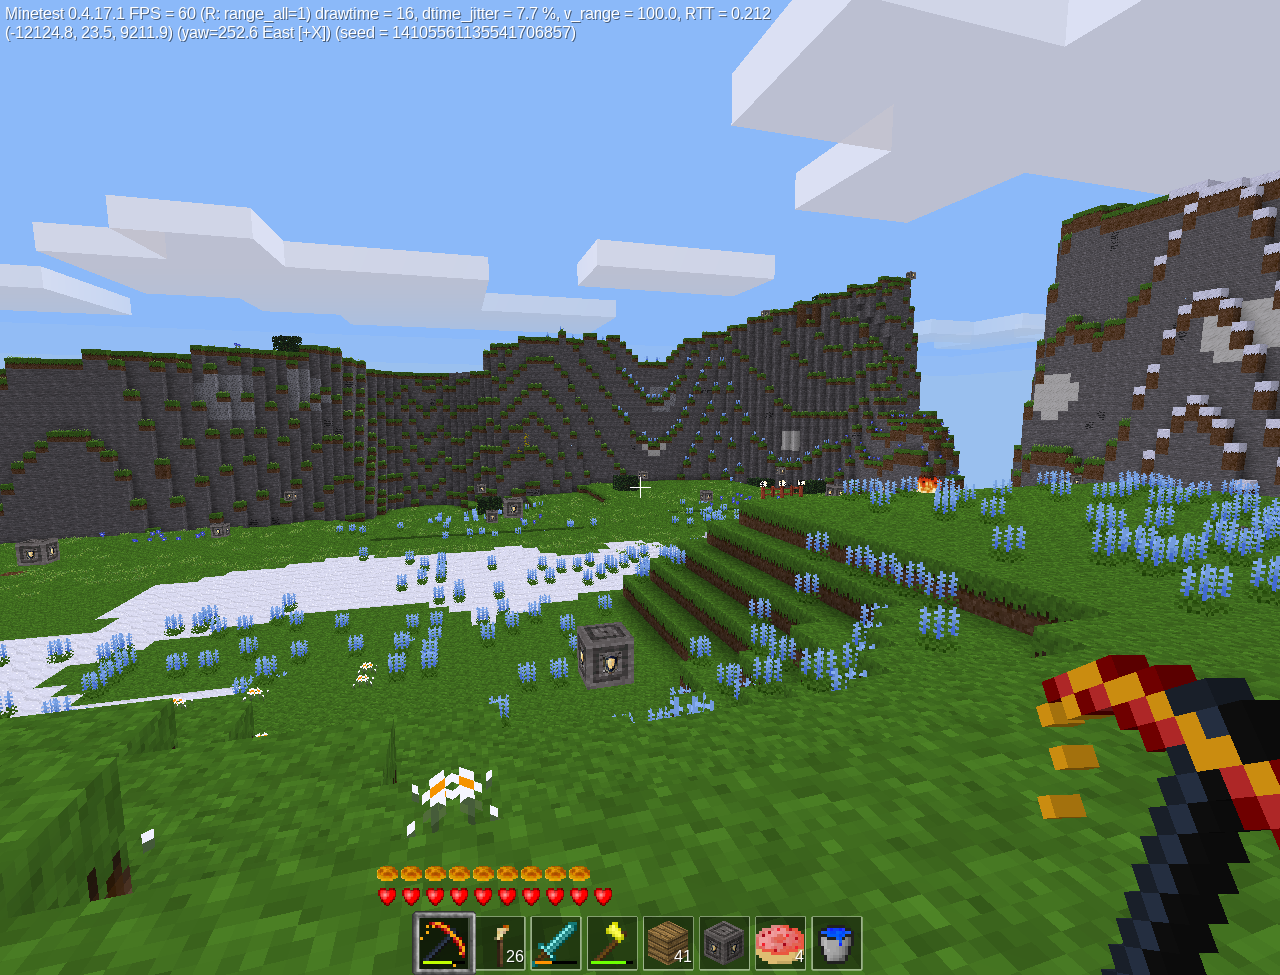 Minetest 0.4.17.1 FPS = 60 (R: range_all=1) drawtime = 16, dtime_jitter = 7.7 %, v_range = 100.0, RTT = 0.212
(-12124.8, 23.5, 9211.9) (yaw=252.6 East [+X]) (seed = 14105561135541706857)
26 41 4